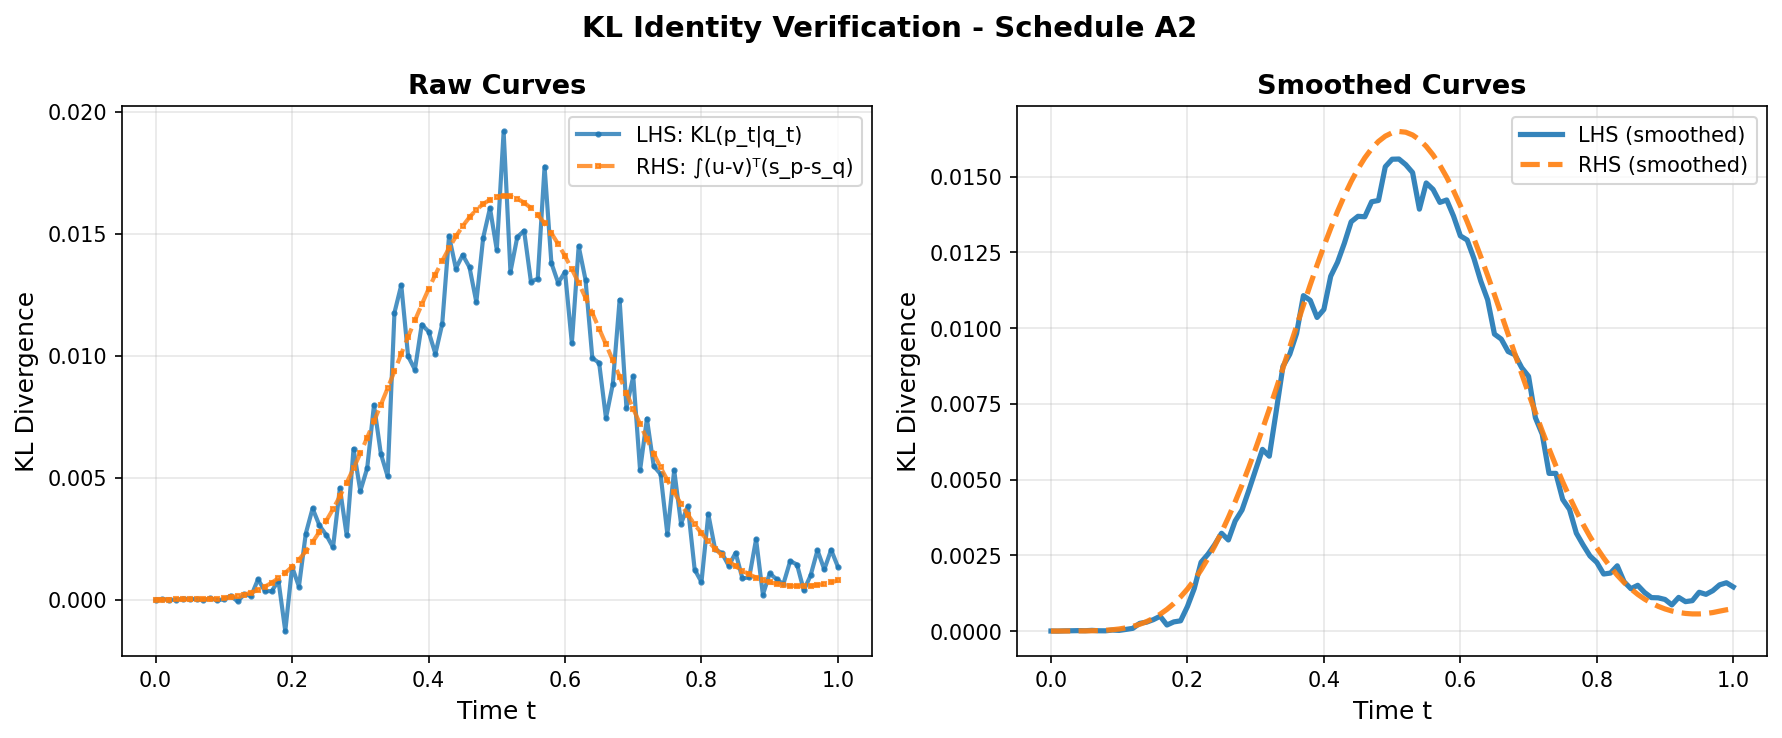 KL Identity Verification - Schedule A2
Raw Curves
LHS: KL(p_t|q_t)
RHS: ∫(u-v)ᵀ(s_p-s_q)
KL Divergence
0.020
0.015
0.010
0.005
0.000
0.0 0.2 0.4 0.6 0.8 1.0
Time t
Smoothed Curves
LHS (smoothed)
RHS (smoothed)
KL Divergence
0.0150
0.0125
0.0100
0.0075
0.0050
0.0025
0.0000
0.0 0.2 0.4 0.6 0.8 1.0
Time t